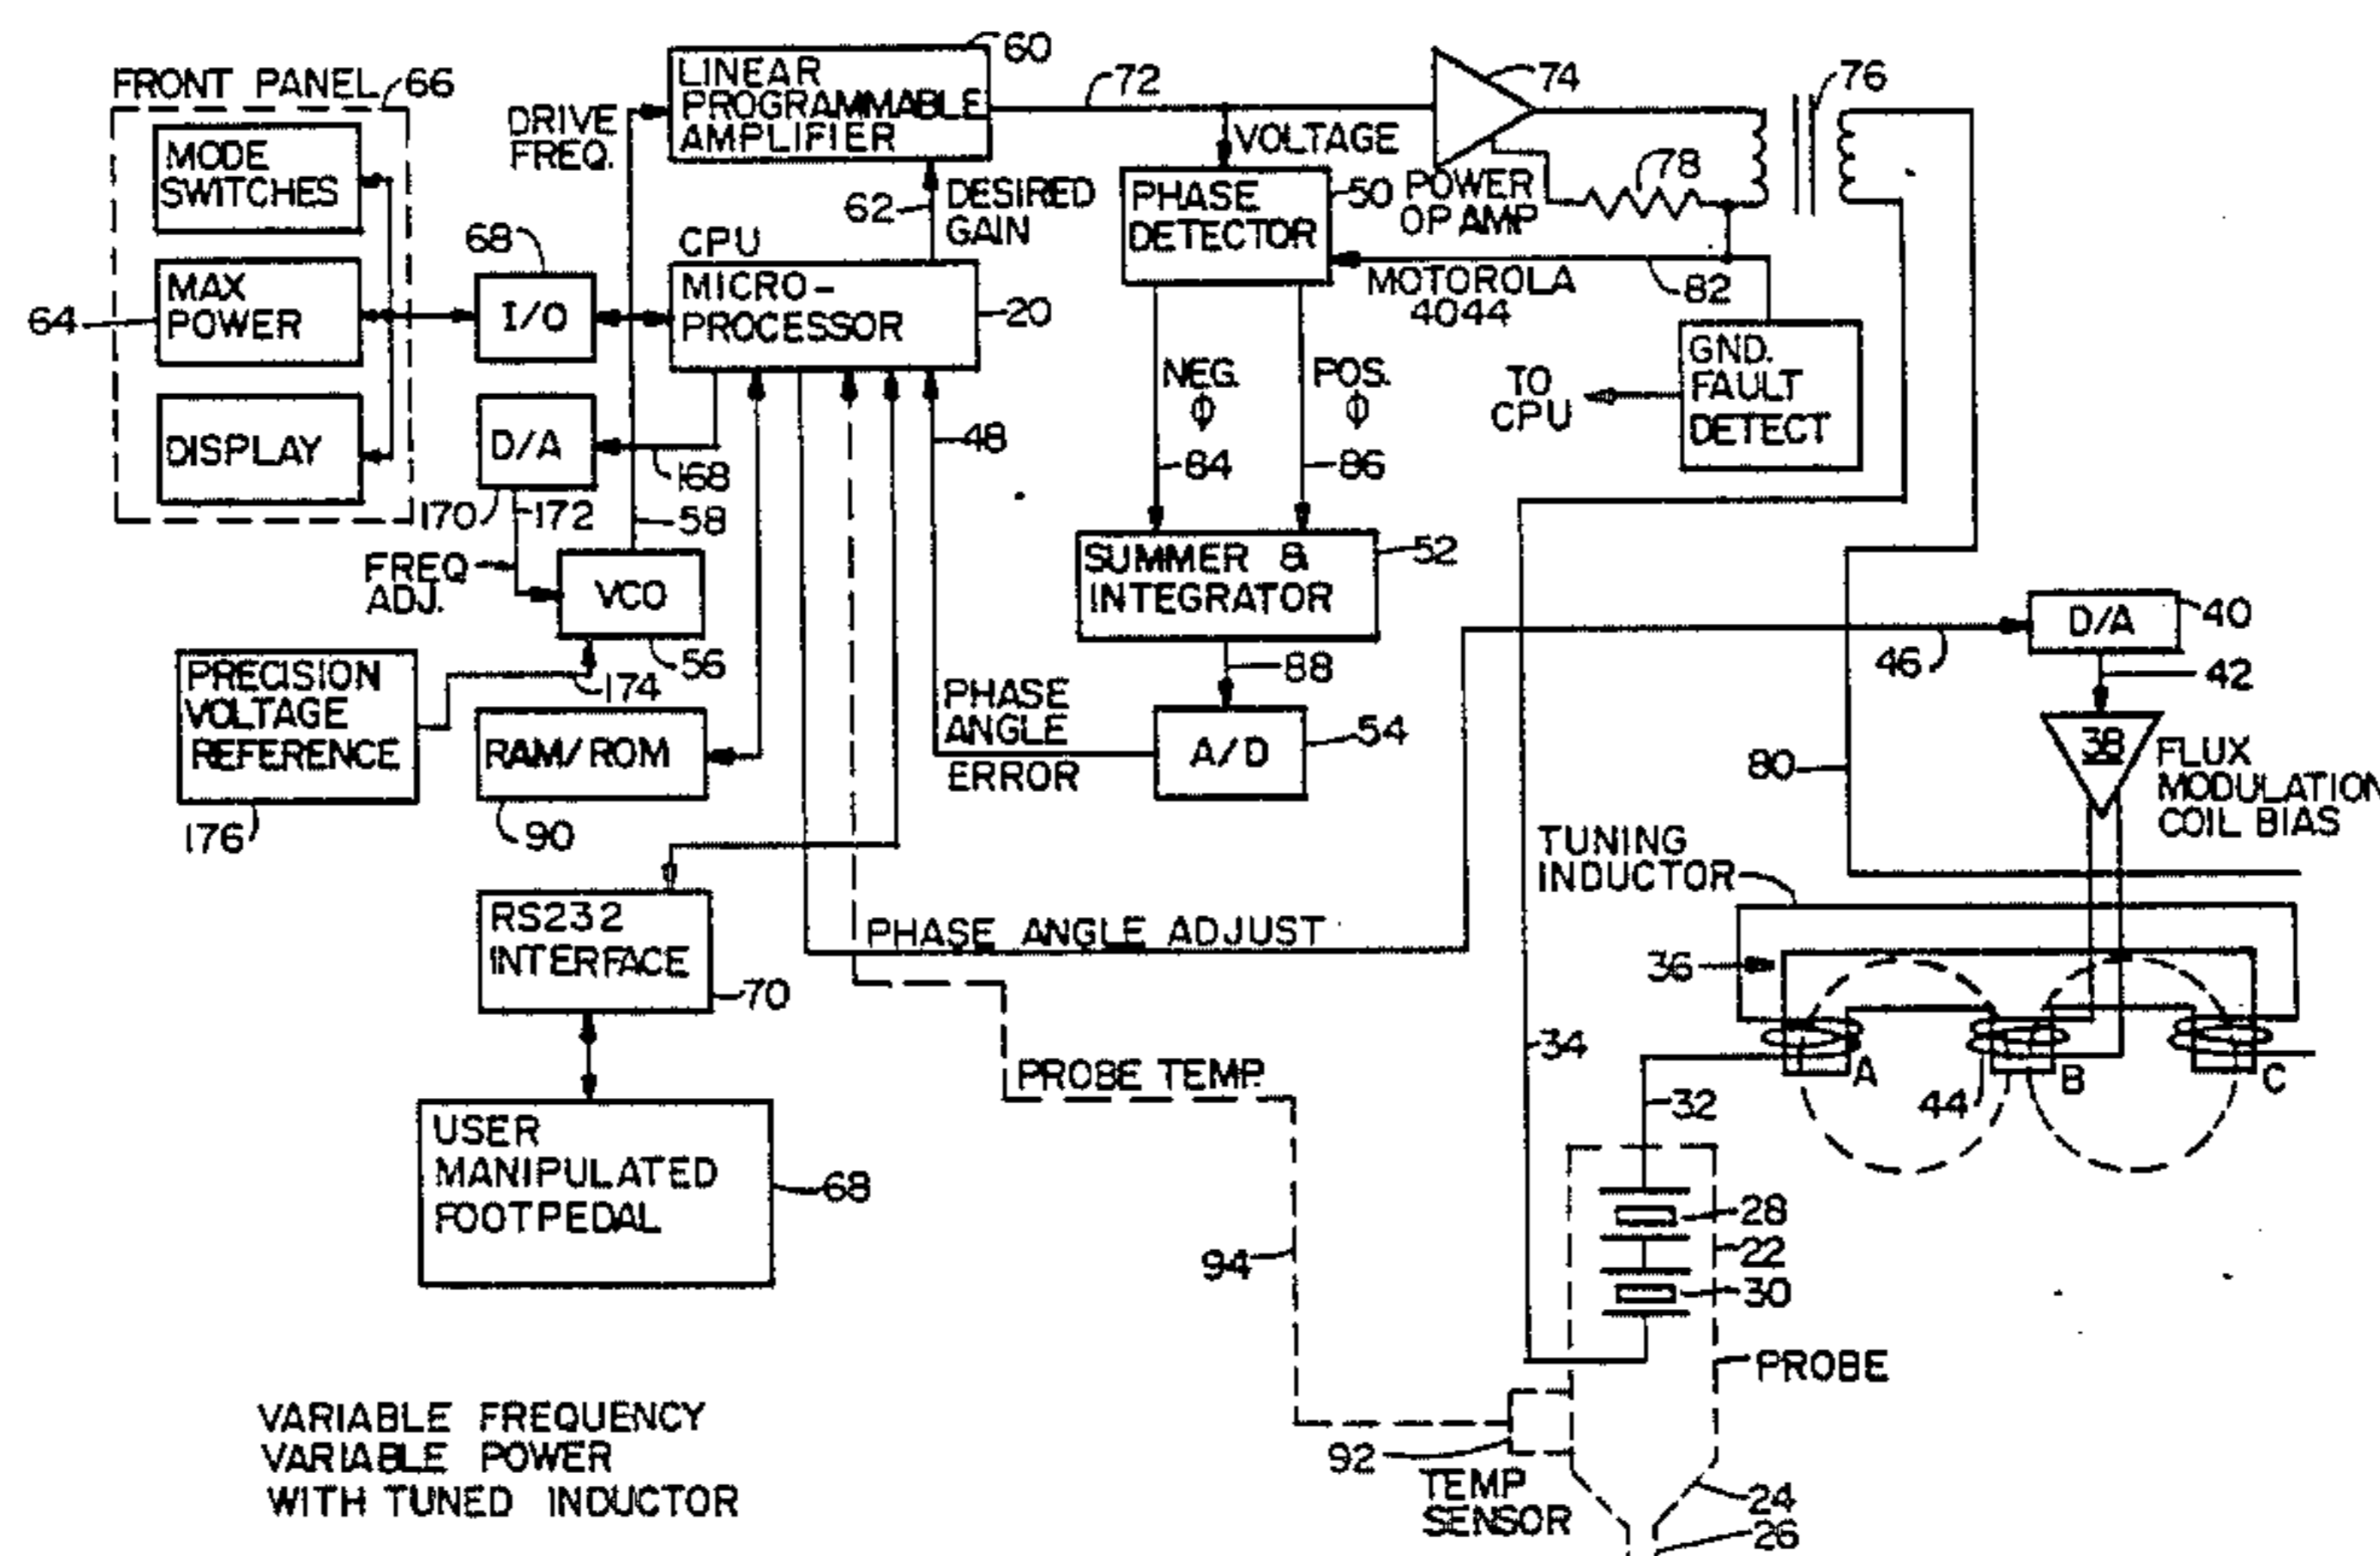 FRONT PANEL 66
MODE
SWITCHES
MAX
POWER
64
DISPLAY
68
I/O
DRIVE
FREQ.
LINEAR
PROGRAMMABLE
AMPLIFIER
60
62
DESIRED
GAIN
CPU
MICRO-
PROCESSOR
20
D/A
168
170
172
58
48
FREQ
ADJ.
VCO
56
PRECISION
VOLTAGE
REFERENCE
174
176
RAM/ROM
90
72
VOLTAGE
74
76
PHASE
DETECTOR
50
POWER
OP AMP
78
MOTOROLA
4044
82
GND.
FAULT
DETECT
TO
CPU
NEG.
Φ
POS.
Φ
84
86
SUMMER &
INTEGRATOR
52
88
A/D
54
PHASE
ANGLE
ERROR
D/A
40
46
42
38
FLUX
MODULATION
COIL BIAS
80
TUNING
INDUCTOR
RS232
INTERFACE
70
PHASE ANGLE ADJUST
36
A
44
B
C
34
32
PROBE TEMP.
USER
MANIPULATED
FOOTPEDAL
68
28
22
30
94
PROBE
92
TEMP
SENSOR
24
26
VARIABLE FREQUENCY
VARIABLE POWER
WITH TUNED INDUCTOR